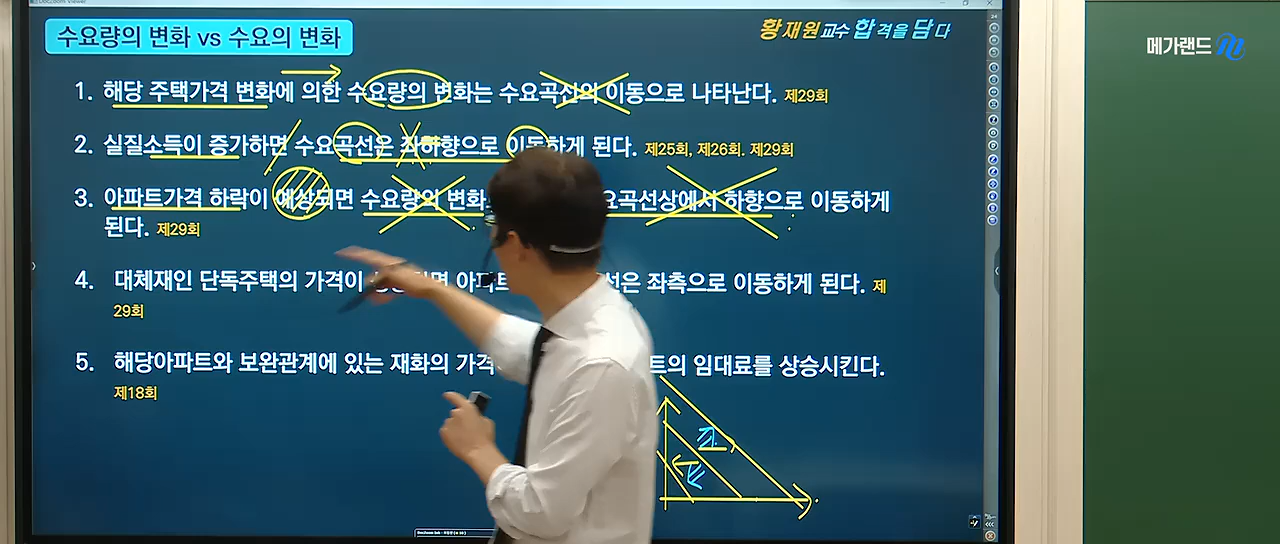 수요량의 변화 vs 수요의 변화
황재원 교수 합격을 담다
메가랜드
1. 해당 주택가격 변화에 의한 수요량의 변화는 수요곡선의 이동으로 나타난다. 제29회
2. 실질소득이 증가하면 수요곡선은 좌하향으로 이동하게 된다. 제25회, 제26회. 제29회
3. 아파트가격 하락이 예상되면 수요량의 변화 요곡선상에서 하향으로 이동하게
된다. 제29회
4. 대체재인 단독주택의 가격이 면 아파트 선은 좌측으로 이동하게 된다. 제
29회
5. 해당아파트와 보완관계에 있는 재화의 가격 트의 임대료를 상승시킨다.
제18회